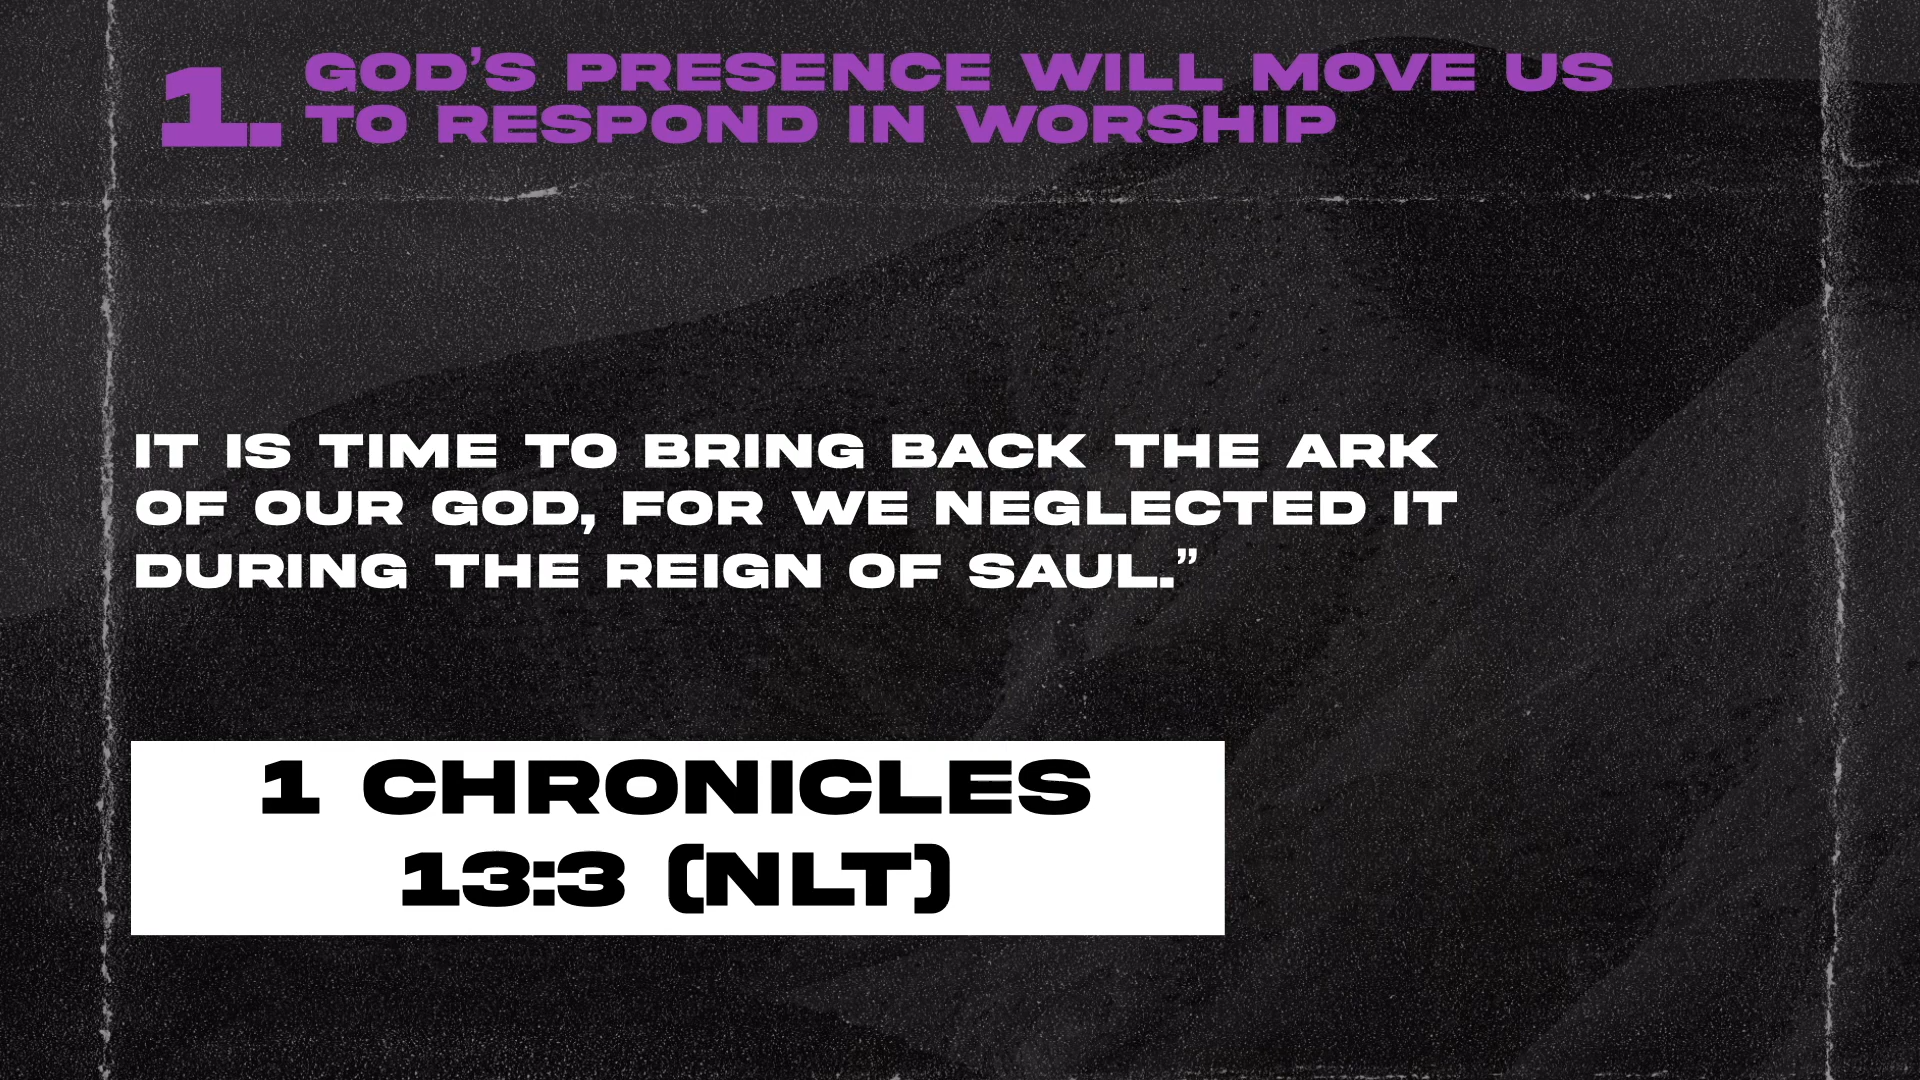 1. GOD’S PRESENCE WILL MOVE US
TO RESPOND IN WORSHIP
IT IS TIME TO BRING BACK THE ARK
OF OUR GOD, FOR WE NEGLECTED IT
DURING THE REIGN OF SAUL.”
1 CHRONICLES
13:3 (NLT)